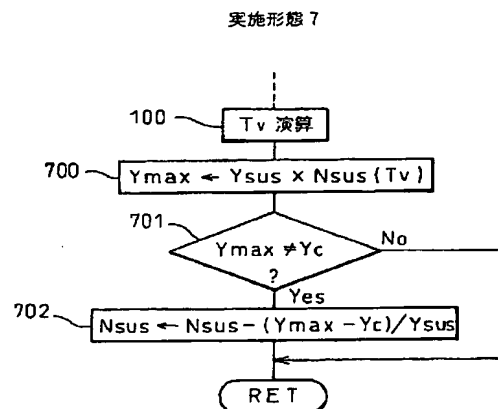 実施形態 7
100
Tv 演算
700
Ymax ← Ysus × Nsus (Tv)
701
Ymax ≠ Yc
?
No
Yes
702
Nsus ← Nsus − (Ymax − Yc) / Ysus
RET